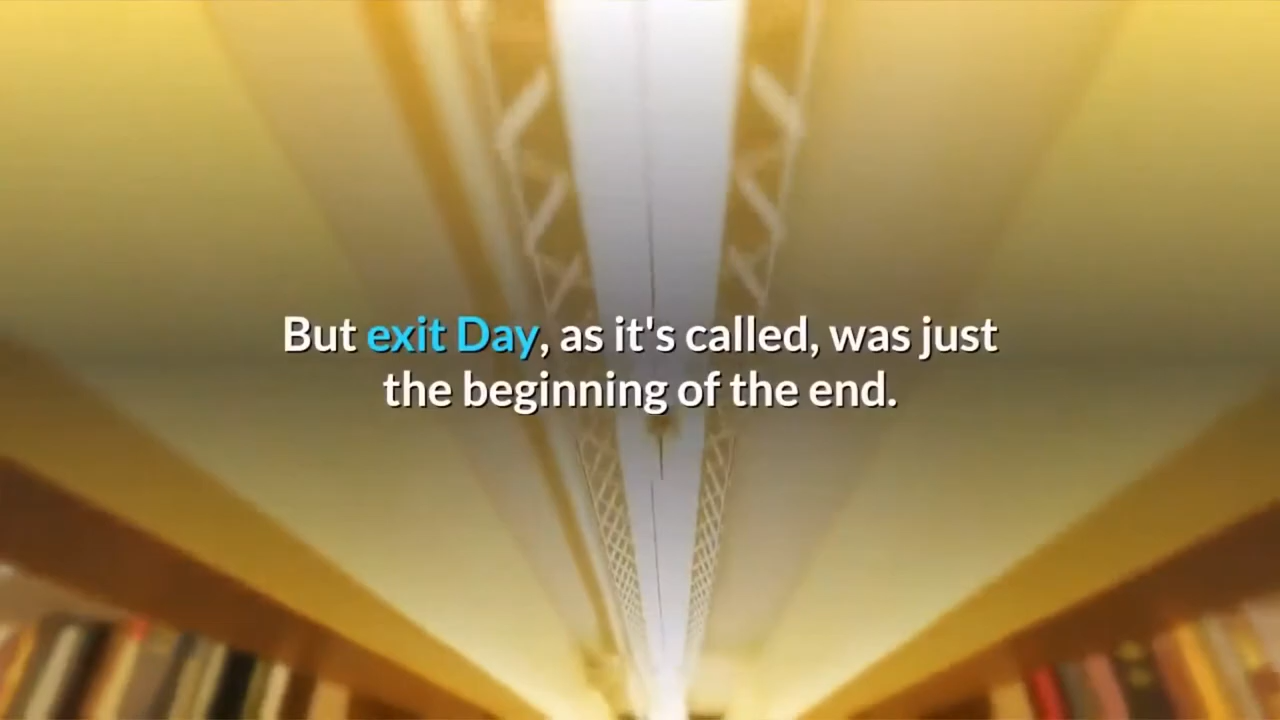 But exit Day, as it's called, was just
the beginning of the end.